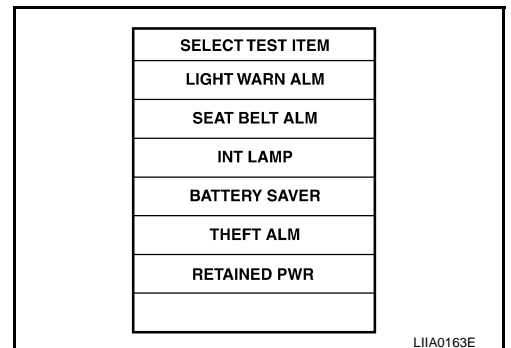 SELECT TEST ITEM
LIGHT WARN ALM
SEAT BELT ALM
INT LAMP
BATTERY SAVER
THEFT ALM
RETAINED PWR
LIIA0163E